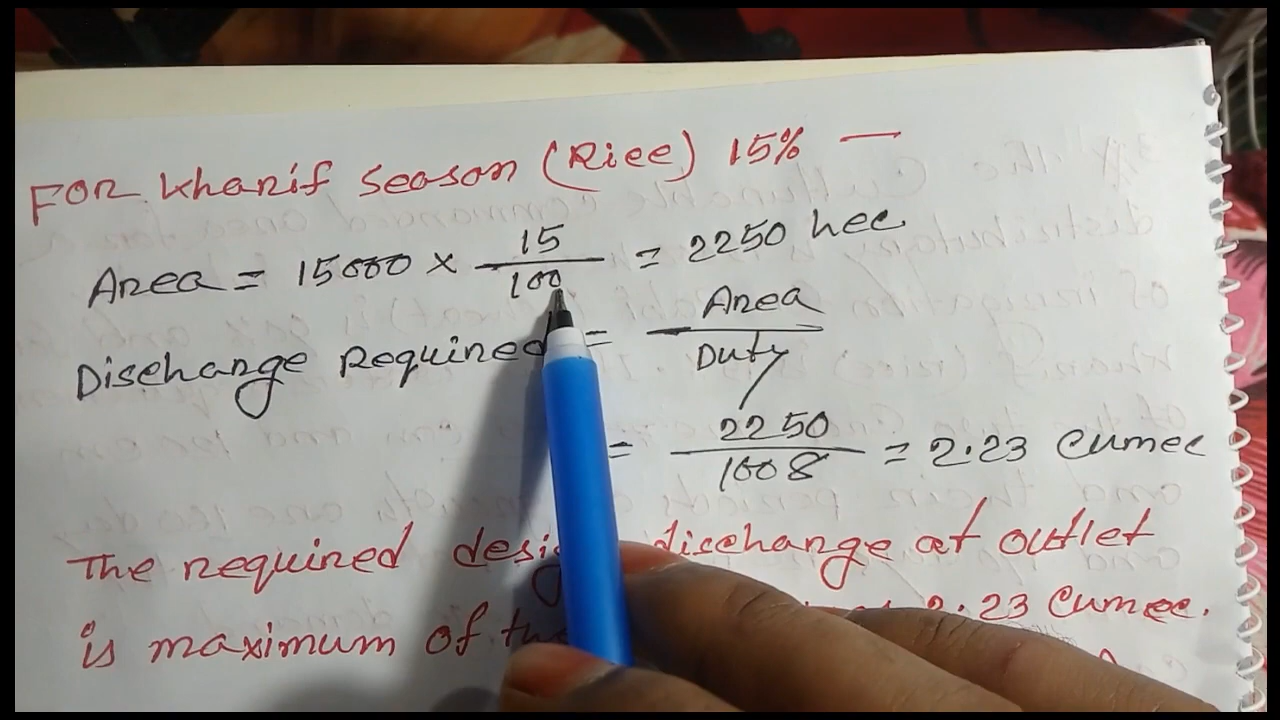 FOR Kharif Season (Rice) 15% —
Area = 15000 × 15/100 = 2250 hec.
Discharge Required = Area/Duty
= 2250/1008 = 2.23 Cumec
The required discharge at outlet
is maximum of 2.23 Cumec.